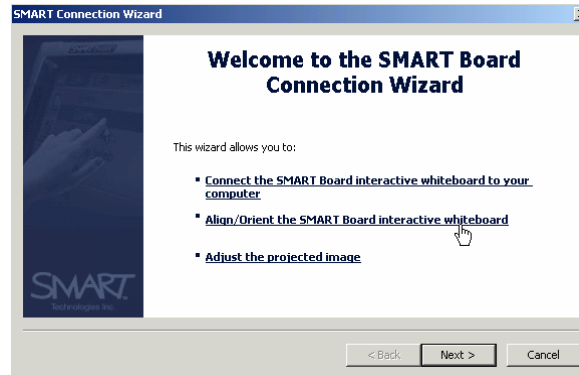 SMART Connection Wizard
Welcome to the SMART Board
Connection Wizard
This wizard allows you to:
▪ Connect the SMART Board interactive whiteboard to your
computer
▪ Align/Orient the SMART Board interactive whiteboard
▪ Adjust the projected image
SMART
Technologies Inc.
< Back
Next >
Cancel